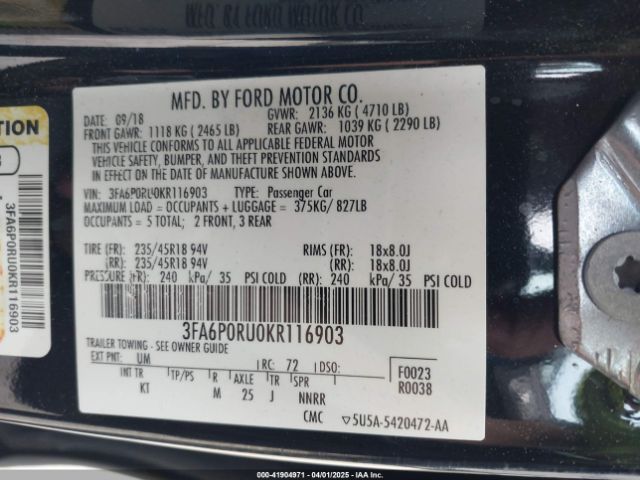 MFD. BY FORD MOTOR CO.
DATE: 09/18 GVWR: 2136 KG ( 4710 LB)
FRONT GAWR: 1118 KG ( 2465 LB) REAR GAWR: 1039 KG ( 2290 LB)
THIS VEHICLE CONFORMS TO ALL APPLICABLE FEDERAL MOTOR
VEHICLE SAFETY, BUMPER, AND THEFT PREVENTION STANDARDS
IN EFFECT ON THE DATE OF MANUFACTURE SHOWN ABOVE.
VIN: 3FA6P0RU0KR116903 TYPE: Passenger Car
MAXIMUM LOAD = OCCUPANTS + LUGGAGE = 375KG/ 827LB
OCCUPANTS = 5 TOTAL; 2 FRONT, 3 REAR
TIRE (FR): 235/45R18 94V RIMS (FR): 18x8.0J
(RR): 235/45R18 94V (RR): 18x8.0J
PRESSURE (FR): 240 kPa/ 35 PSI COLD (RR): 240 kPa/ 35 PSI COLD
3FA6P0RU0KR116903
TRAILER TOWING - SEE OWNER GUIDE
EXT PNT: UM RC: 72 DSO: F0023
R0038
INT TR TP/PS R AXLE TR SPR
KT M 25 J NNRR
CMC 5U5A-5420472-AA
3FA6P0RU0KR116903
000-41904971 - 04/01/2025 - IAA Inc.